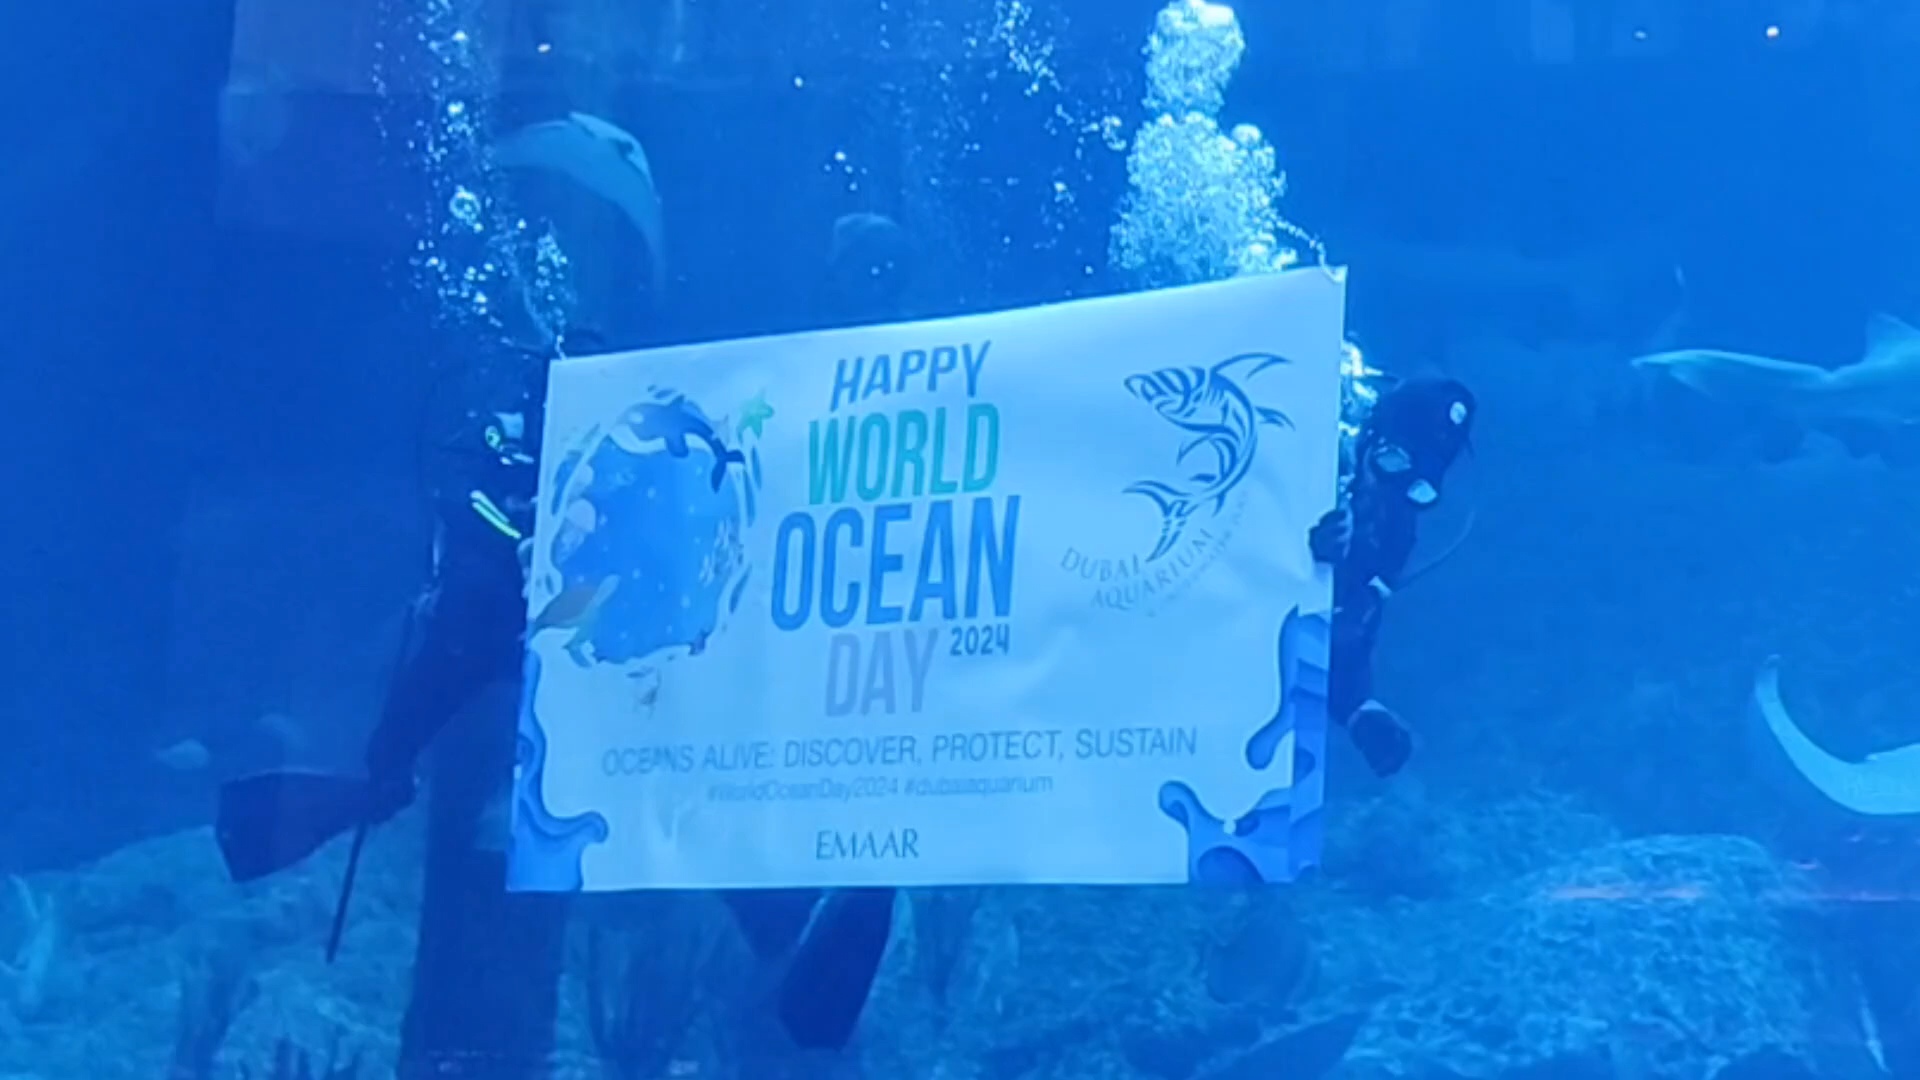 HAPPY
WORLD
OCEAN
DAY 2024
DUBAI
AQUARIUM
OCEANS ALIVE: DISCOVER, PROTECT, SUSTAIN
#WorldOceanDay2024 #dubaiaquarium
EMAAR